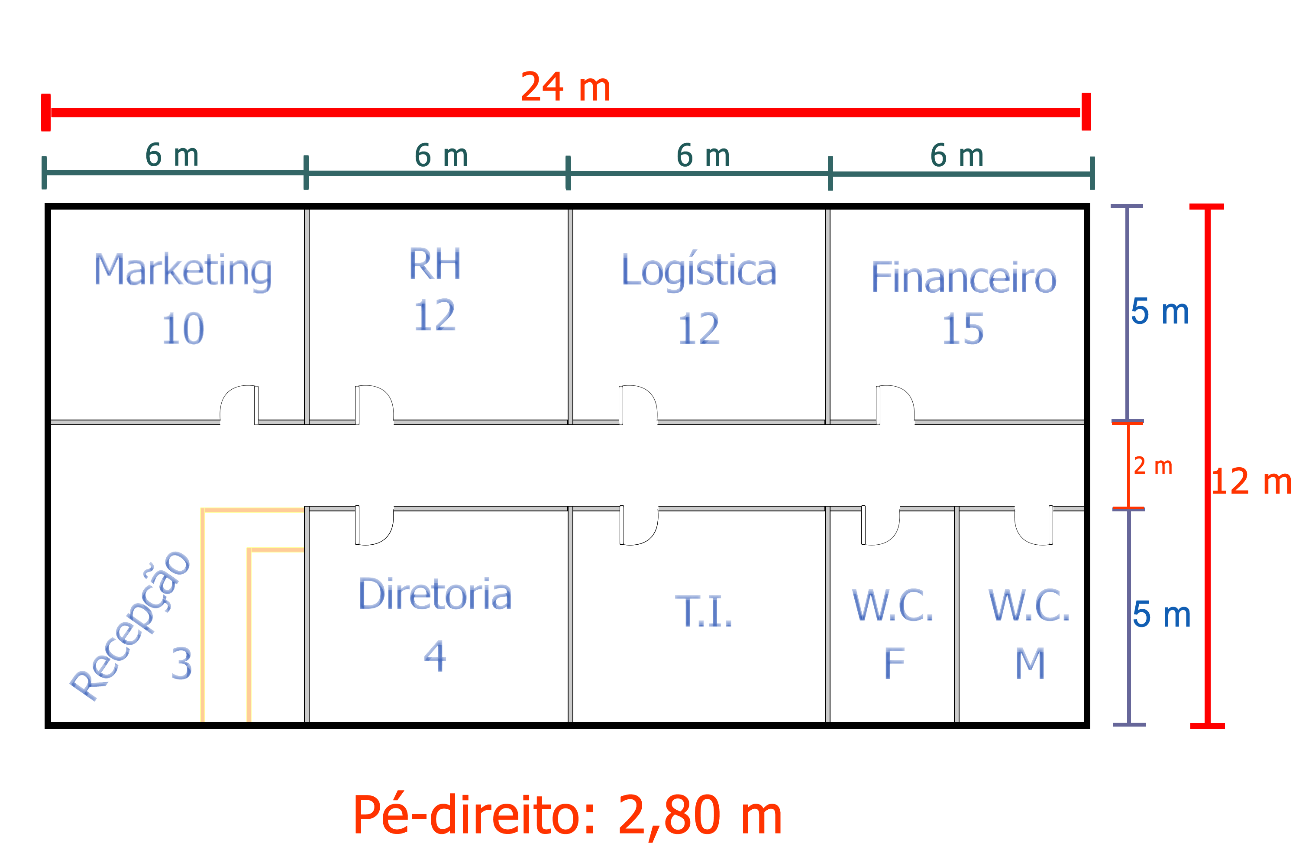 24 m
6 m
6 m
6 m
6 m
Marketing
10
RH
12
Logística
12
Financeiro
15
5 m
2 m
12 m
Recepção
3
Diretoria
4
T.I.
W.C.
F
W.C.
M
5 m
Pé-direito: 2,80 m